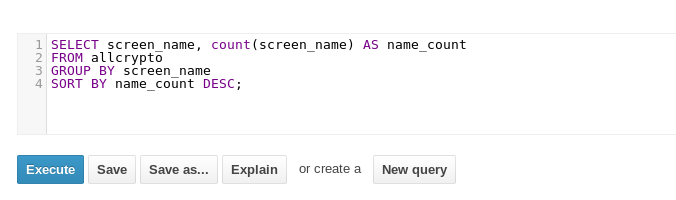 1 SELECT screen_name, count(screen_name) AS name_count
2 FROM allcrypto
3 GROUP BY screen_name
4 SORT BY name_count DESC;
Execute Save Save as... Explain or create a New query